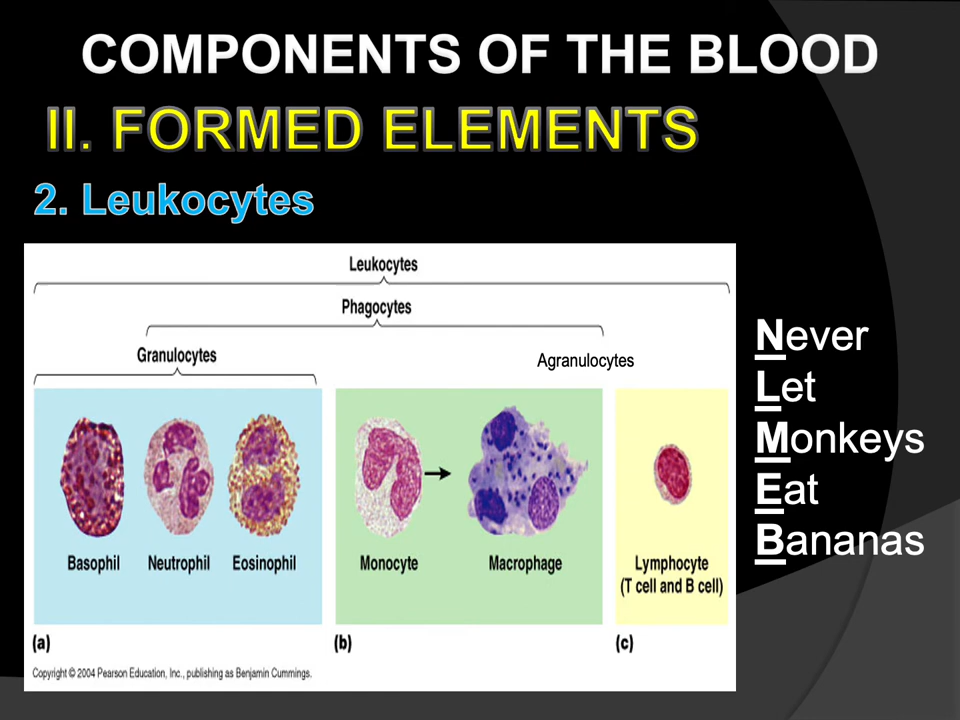 COMPONENTS OF THE BLOOD
II. FORMED ELEMENTS
2. Leukocytes
Leukocytes
Phagocytes
Granulocytes
Agranulocytes
Basophil Neutrophil Eosinophil
Monocyte Macrophage
Lymphocyte
(T cell and B cell)
(a) (b) (c)
Copyright © 2004 Pearson Education, Inc., publishing as Benjamin Cummings.
Never
Let
Monkeys
Eat
Bananas